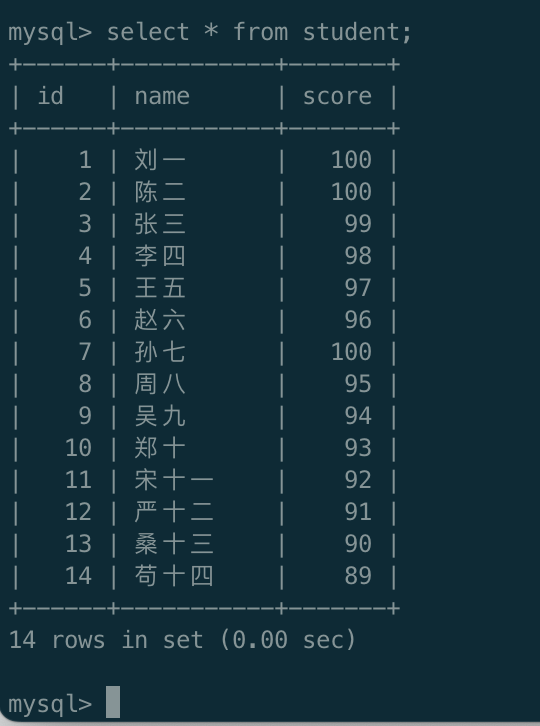 mysql> select * from student;
+------+-----------+-------+
| id   | name      | score |
+------+-----------+-------+
|    1 | 刘一      |   100 |
|    2 | 陈二      |   100 |
|    3 | 张三      |    99 |
|    4 | 李四      |    98 |
|    5 | 王五      |    97 |
|    6 | 赵六      |    96 |
|    7 | 孙七      |   100 |
|    8 | 周八      |    95 |
|    9 | 吴九      |    94 |
|   10 | 郑十      |    93 |
|   11 | 宋十一    |    92 |
|   12 | 严十二    |    91 |
|   13 | 桑十三    |    90 |
|   14 | 苟十四    |    89 |
+------+-----------+-------+
14 rows in set (0.00 sec)
mysql>